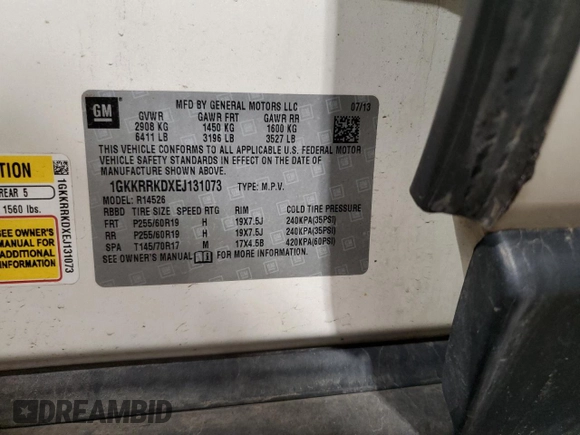 GM
MFD BY GENERAL MOTORS LLC 07/13
GVWR GAWR FRT GAWR RR
2908 KG 1450 KG 1600 KG
6411 LB 3196 LB 3527 LB
THIS VEHICLE CONFORMS TO ALL APPLICABLE U.S. FEDERAL MOTOR
VEHICLE SAFETY STANDARDS IN EFFECT ON THE DATE OF
MANUFACTURE SHOWN ABOVE.
1GKKRRKDXEJ131073 TYPE: M.P.V.
MODEL: R14526
RBBD TIRE SIZE SPEED RTG RIM COLD TIRE PRESSURE
FRT P255/60R19 H 19X7.5J 240KPA(35PSI)
RR P255/60R19 H 19X7.5J 240KPA(35PSI)
SPA T145/70R17 M 17X4.5B 420KPA(60PSI)
SEE OWNER'S MANUAL FOR MORE INFORMATION.
REAR 5
1560 lbs.
SEE OWNER'S
MANUAL FOR
ADDITIONAL
INFORMATION
1GKKRRKDXEJ131073
DREAMBID